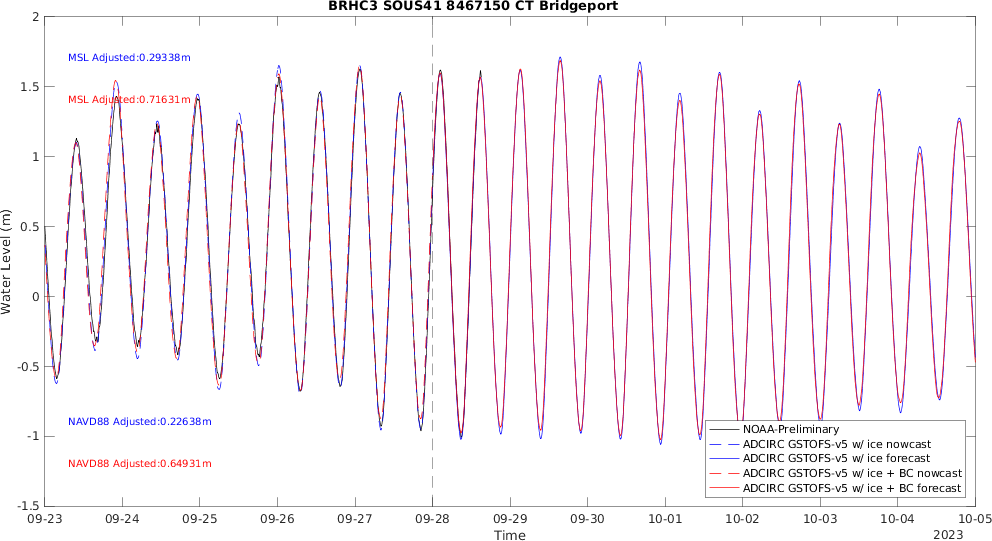 BRHC3 SOUS41 8467150 CT Bridgeport
2
MSL Adjusted:0.29338m
1.5
MSL Adjusted:0.71631m
1
0.5
Water Level (m)
0
-0.5
NAVD88 Adjusted:0.22638m
-1
NAVD88 Adjusted:0.64931m
-1.5
NOAA-Preliminary
ADCIRC GSTOFS-v5 w/ ice nowcast
ADCIRC GSTOFS-v5 w/ ice forecast
ADCIRC GSTOFS-v5 w/ ice + BC nowcast
ADCIRC GSTOFS-v5 w/ ice + BC forecast
09-23 09-24 09-25 09-26 09-27 09-28 09-29 09-30 10-01 10-02 10-03 10-04 10-05
Time
2023